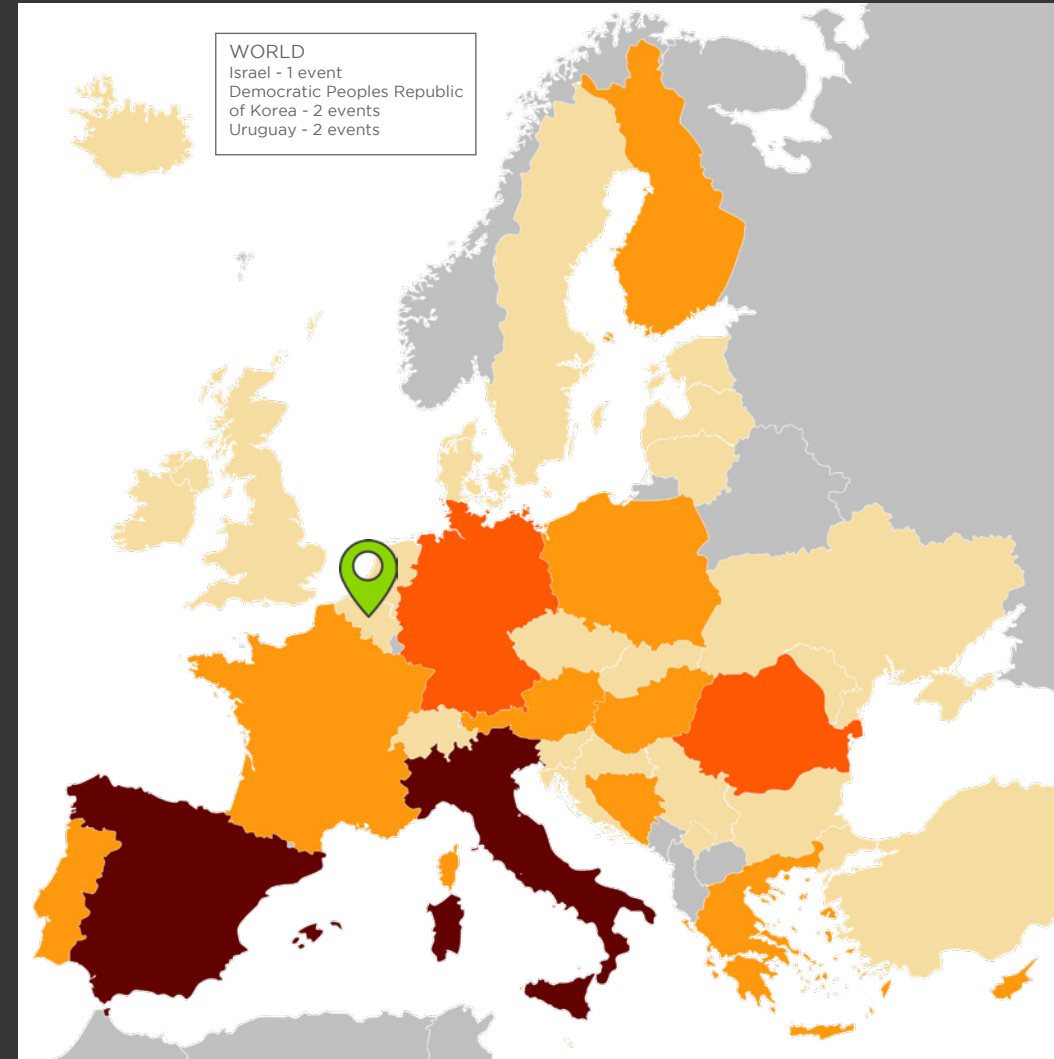 WORLD
Israel - 1 event
Democratic Peoples Republic
of Korea - 2 events
Uruguay - 2 events